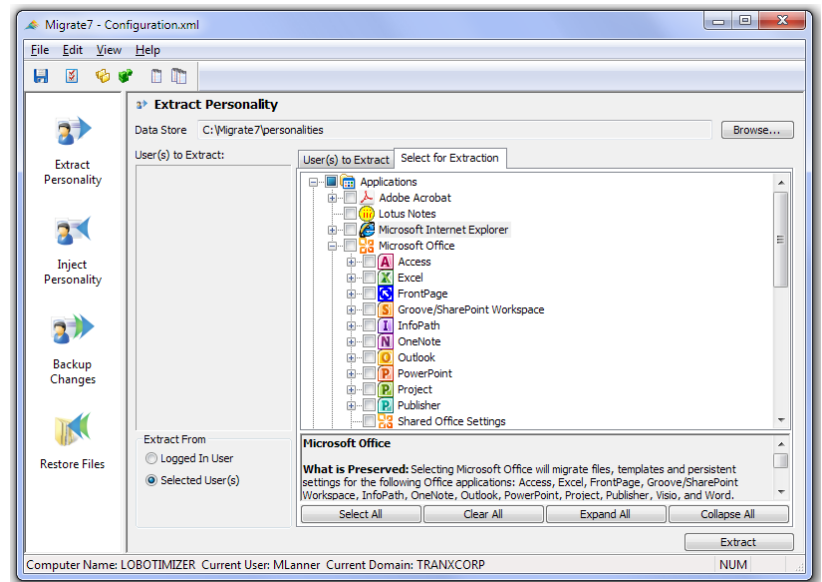 Migrate7 - Configuration.xml
File Edit View Help
Extract Personality
Data Store C:\Migrate7\personalities Browse...
User(s) to Extract:
User(s) to Extract Select for Extraction
Extract
Personality
Inject
Personality
Backup
Changes
Restore Files
Applications
Adobe Acrobat
Lotus Notes
Microsoft Internet Explorer
Microsoft Office
Access
Excel
FrontPage
Groove/SharePoint Workspace
InfoPath
OneNote
Outlook
PowerPoint
Project
Publisher
Shared Office Settings
Extract From
Logged In User
Selected User(s)
Microsoft Office
What is Preserved: Selecting Microsoft Office will migrate files, templates and persistent
settings for the following Office applications: Access, Excel, FrontPage, Groove/SharePoint
Workspace, InfoPath, OneNote, Outlook, PowerPoint, Project, Publisher, Visio, and Word.
Select All Clear All Expand All Collapse All
Extract
Computer Name: LOBOTIMIZER Current User: MLanner Current Domain: TRANXCORP NUM